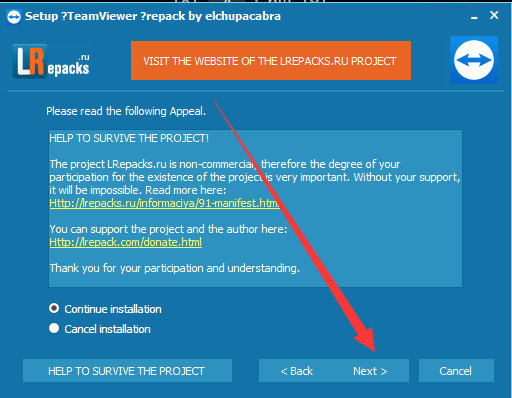 Setup ?TeamViewer ?repack by elchupacabra
LRepacks.ru
VISIT THE WEBSITE OF THE LREPACKS.RU PROJECT
Please read the following Appeal.
HELP TO SURVIVE THE PROJECT!
The project LRepacks.ru is non-commercial, therefore the degree of your
participation for the existence of the project is very important. Without your support,
it will be impossible. Read more here:
Http://lrepacks.ru/informaciya/91-manifest.html
You can support the project and the author here:
Http://lrepack.com/donate.html
Thank you for your participation and understanding.
Continue installation
Cancel installation
HELP TO SURVIVE THE PROJECT
< Back
Next >
Cancel